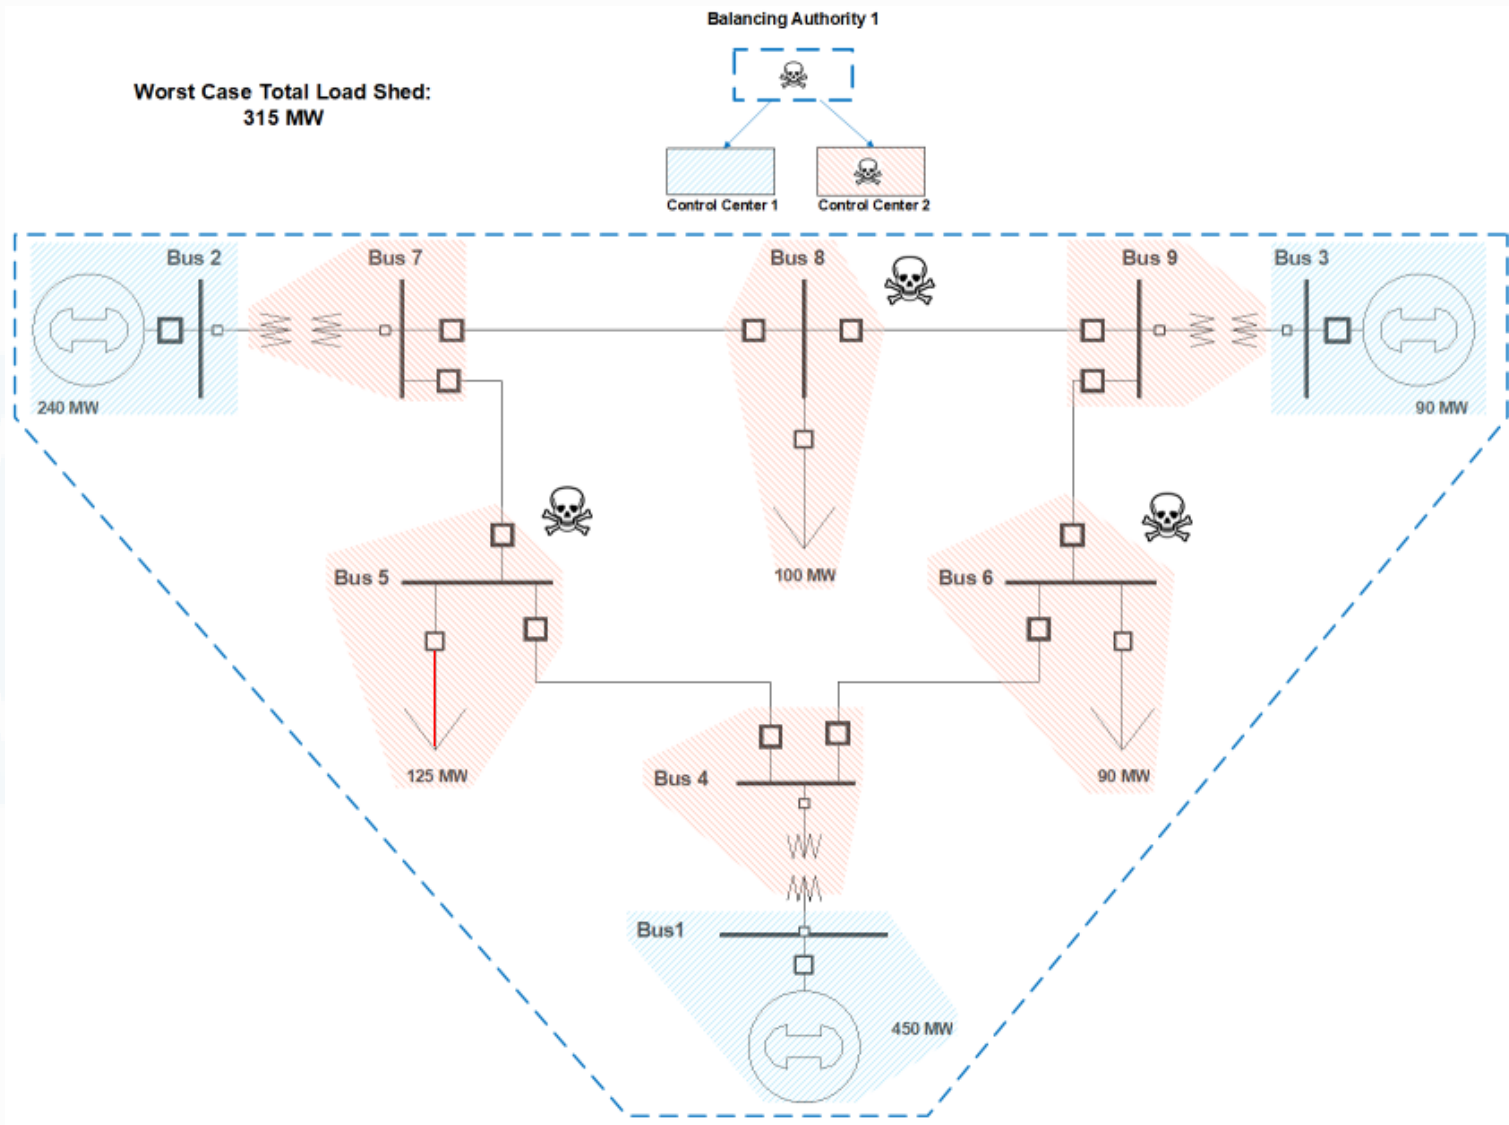 Balancing Authority 1
Worst Case Total Load Shed:
315 MW
Control Center 1
Control Center 2
Bus 2
Bus 7
Bus 8
Bus 9
Bus 3
240 MW
90 MW
Bus 5
100 MW
Bus 6
125 MW
Bus 4
90 MW
Bus1
450 MW